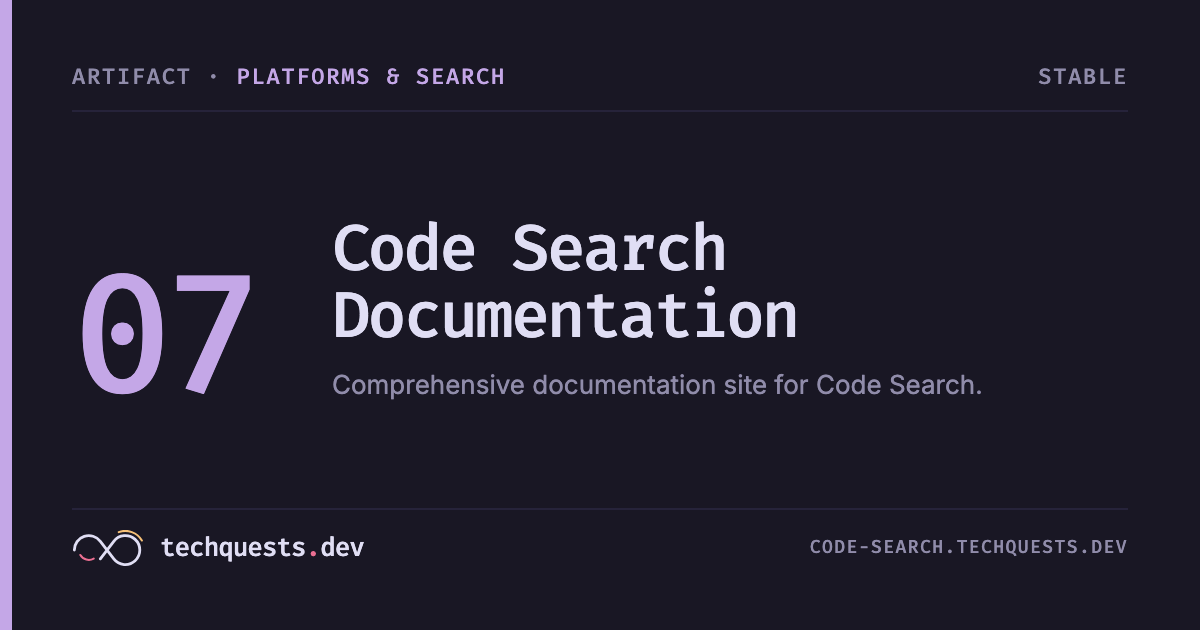 ARTIFACT · PLATFORMS & SEARCH
STABLE
07
Code Search
Documentation
Comprehensive documentation site for Code Search.
techquests.dev
CODE-SEARCH.TECHQUESTS.DEV